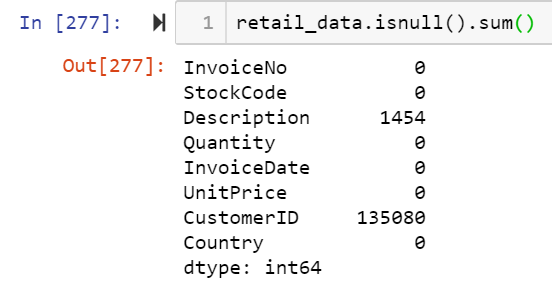 In [277]: 1 retail_data.isnull().sum()
Out[277]: InvoiceNo 0
StockCode 0
Description 1454
Quantity 0
InvoiceDate 0
UnitPrice 0
CustomerID 135080
Country 0
dtype: int64